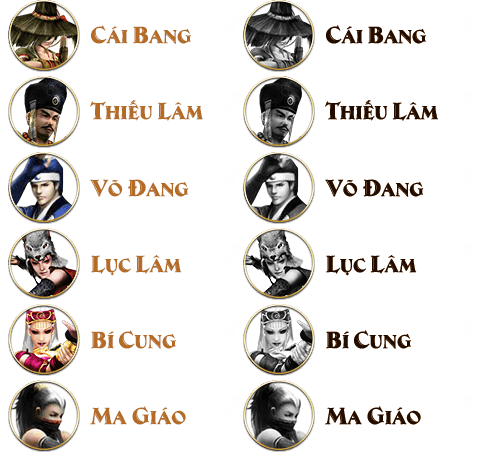 CÁI BANG CÁI BANG
THIẾU LÂM THIẾU LÂM
VÕ ĐANG VÕ ĐANG
LỤC LÂM LỤC LÂM
BÍ CUNG BÍ CUNG
MA GIÁO MA GIÁO